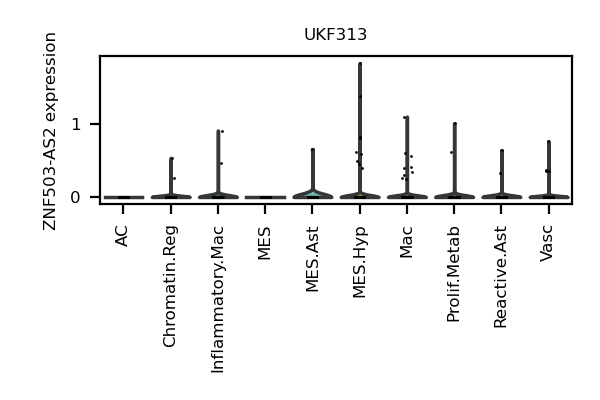 UKF313
ZNF503-AS2 expression
1
0
AC
Chromatin.Reg
Inflammatory.Mac
MES
MES.Ast
MES.Hyp
Mac
Prolif.Metab
Reactive.Ast
Vasc